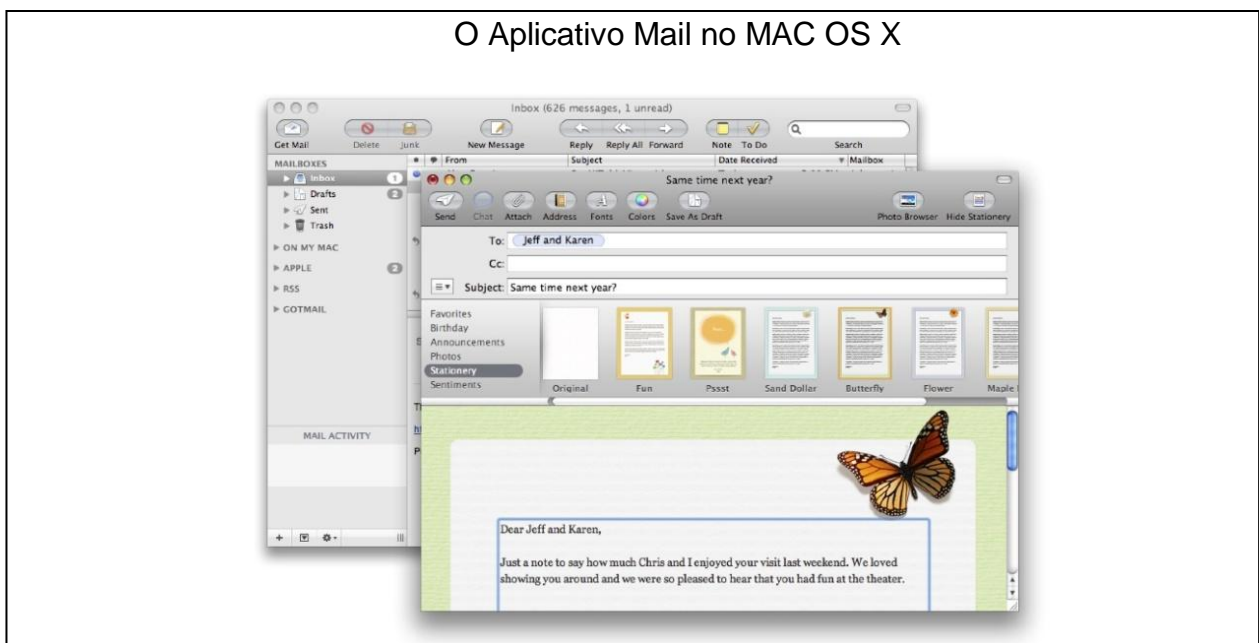 O Aplicativo Mail no MAC OS X
Inbox (626 messages, 1 unread)
Get Mail Delete Junk New Message Reply Reply All Forward Note To Do Search
MAILBOXES From Subject Date Received Mailbox
Inbox 1
Drafts 2
Sent
Trash
ON MY MAC
APPLE 2
RSS
GOTMAIL
MAIL ACTIVITY
Same time next year?
Send Chat Attach Address Fonts Colors Save As Draft Photo Browser Hide Stationery
To: Jeff and Karen
Cc:
Subject: Same time next year?
Favorites
Birthday
Announcements
Photos
Stationery
Sentiments
Original Fun Pssst Sand Dollar Butterfly Flower Maple
Dear Jeff and Karen,
Just a note to say how much Chris and I enjoyed your visit last weekend. We loved
showing you around and we were so pleased to hear that you had fun at the theater.